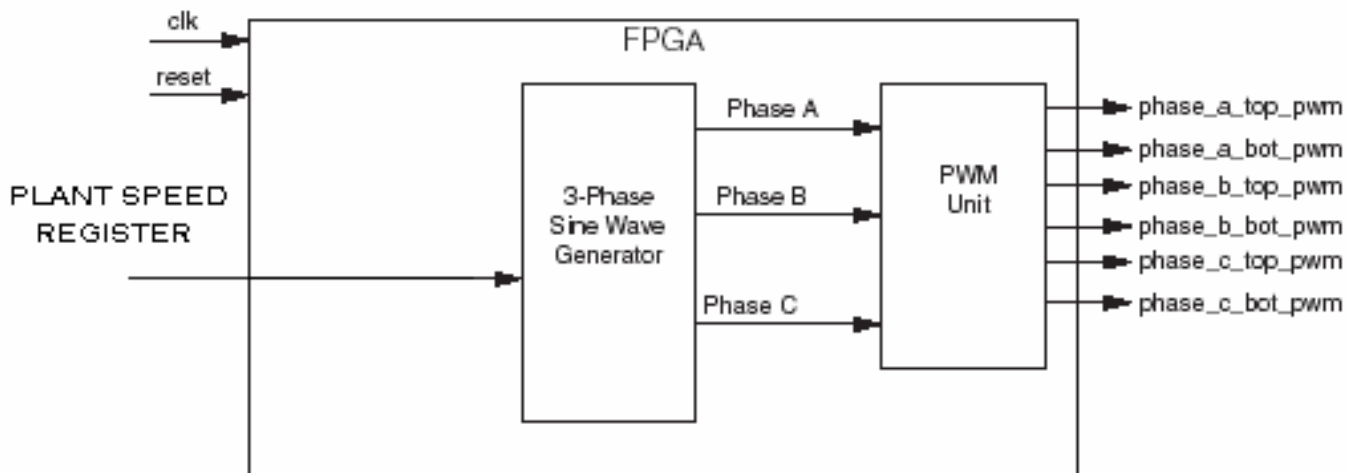 clk
FPGA
reset
PLANT SPEED
REGISTER
3-Phase
Sine Wave
Generator
Phase A
Phase B
Phase C
PWM
Unit
phase_a_top_pwm
phase_a_bot_pwm
phase_b_top_pwm
phase_b_bot_pwm
phase_c_top_pwm
phase_c_bot_pwm